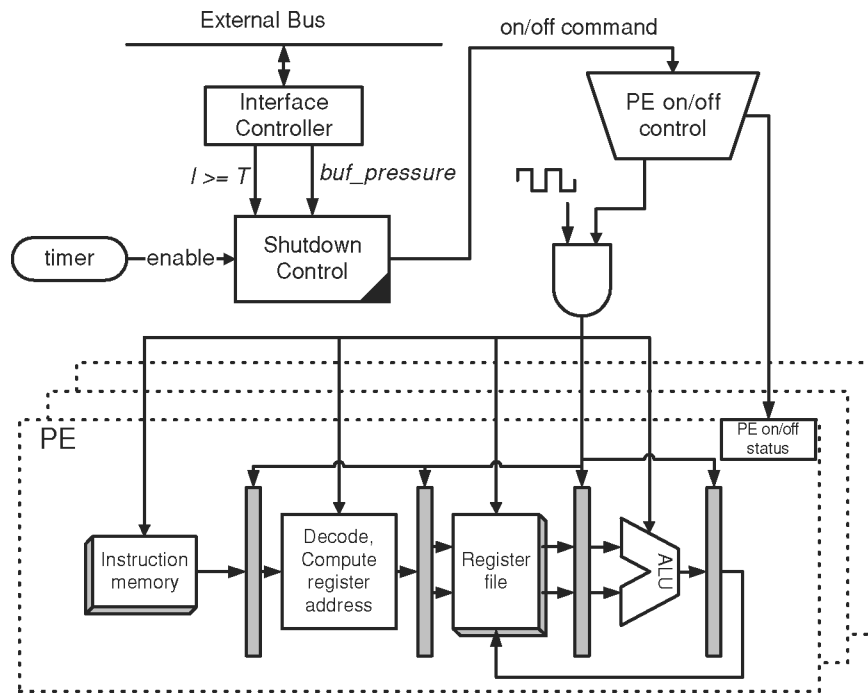 External Bus
on/off command
Interface
Controller
PE on/off
control
l >= T
buf_pressure
timer
enable
Shutdown
Control
PE
PE on/off
status
Instruction
memory
Decode,
Compute
register
address
Register
file
ALU